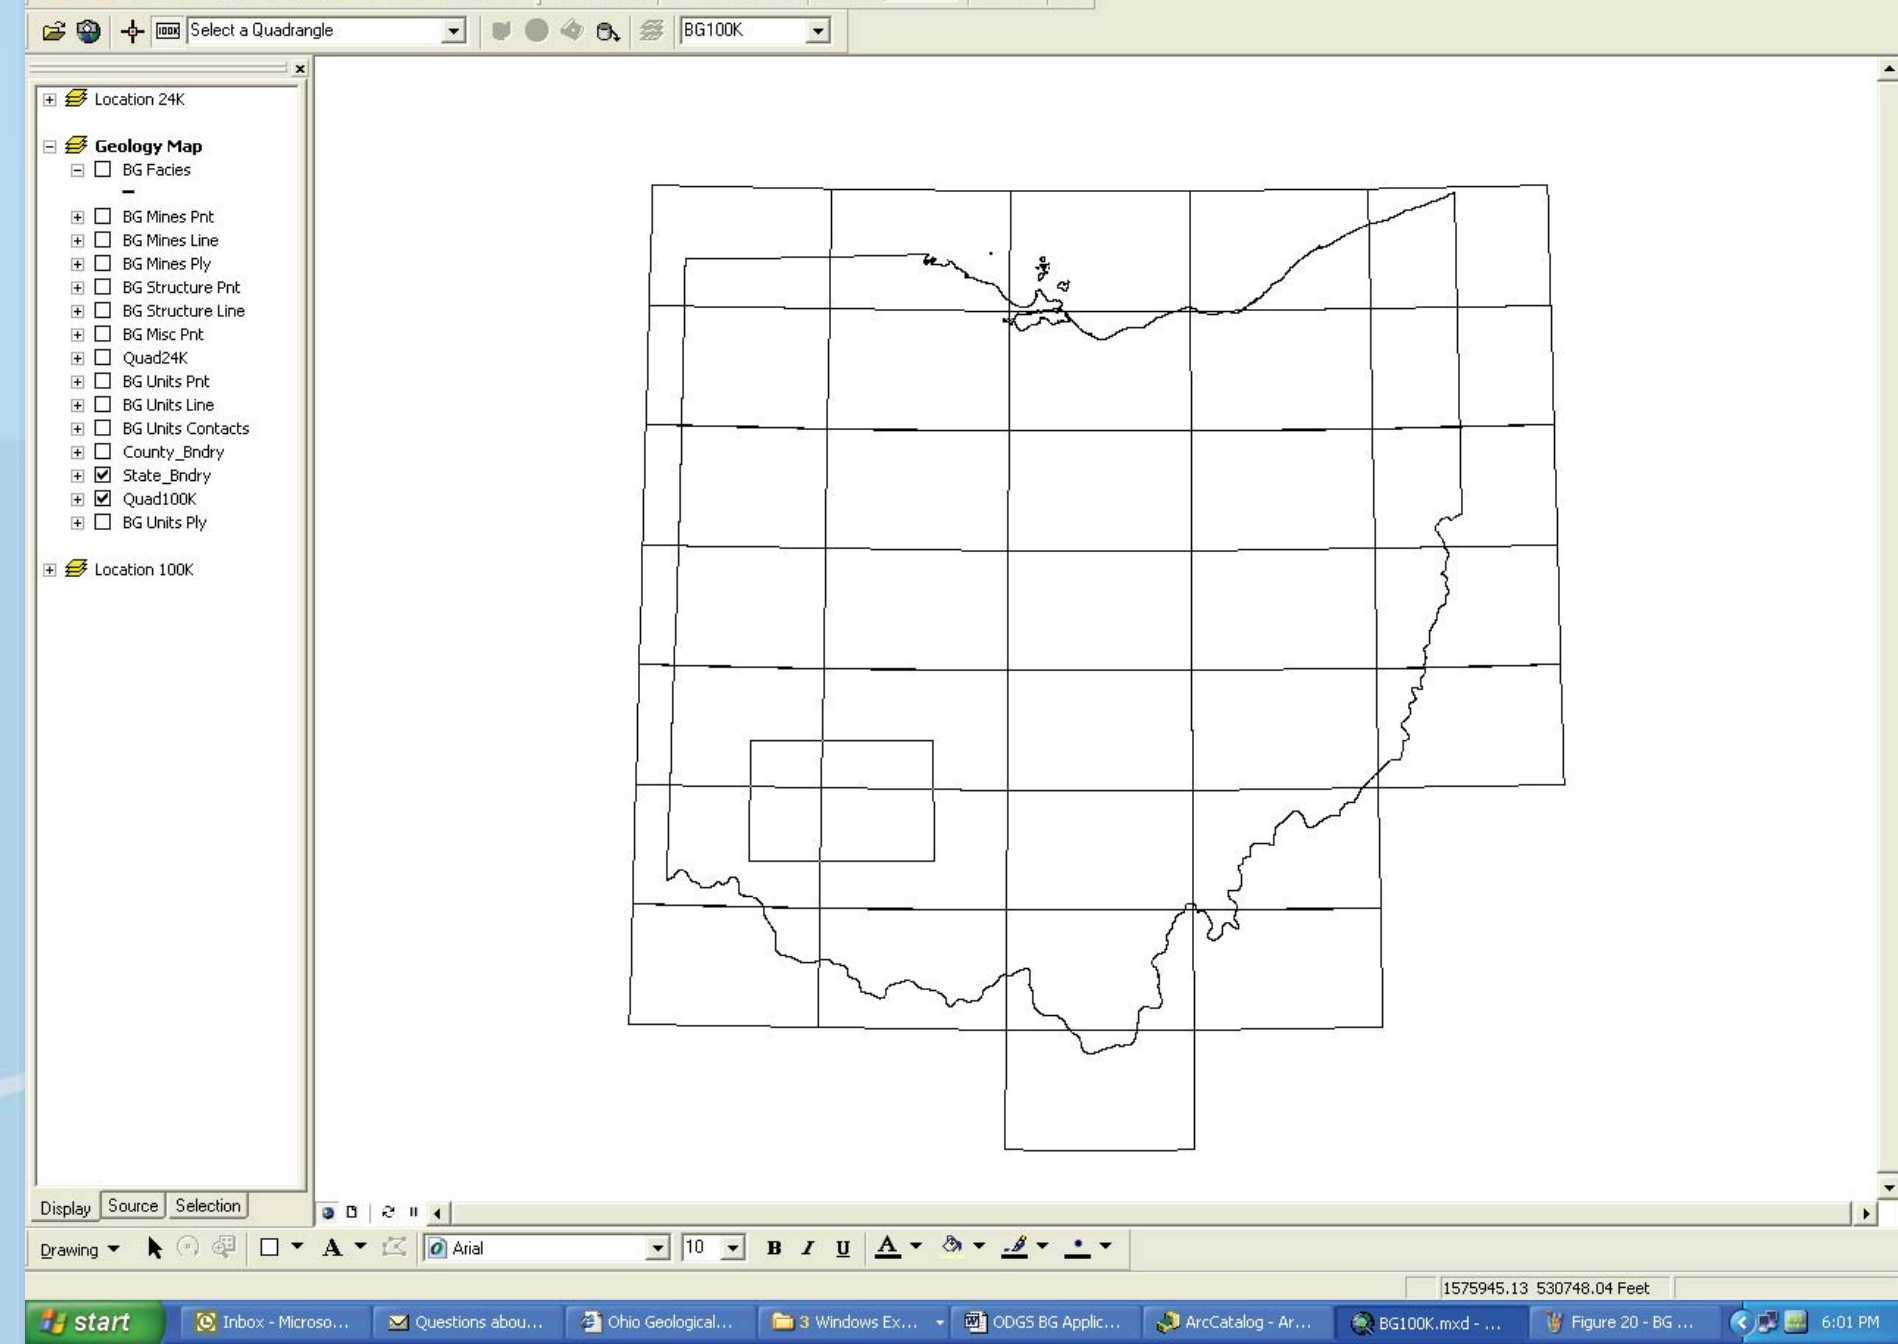 100K Select a Quadrangle BG100K
Location 24K
Geology Map
BG Facies
BG Mines Pnt
BG Mines Line
BG Mines Ply
BG Structure Pnt
BG Structure Line
BG Misc Pnt
Quad24K
BG Units Pnt
BG Units Line
BG Units Contacts
County_Bndry
State_Bndry
Quad100K
BG Units Ply
Location 100K
Display Source Selection
Drawing A Arial 10 B I U A
1575945.13 530748.04 Feet
start Inbox - Microso... Questions abou... Ohio Geological... 3 Windows Ex... ODGS BG Applic... ArcCatalog - Ar... BG100K.mxd - ... Figure 20 - BG ... 6:01 PM